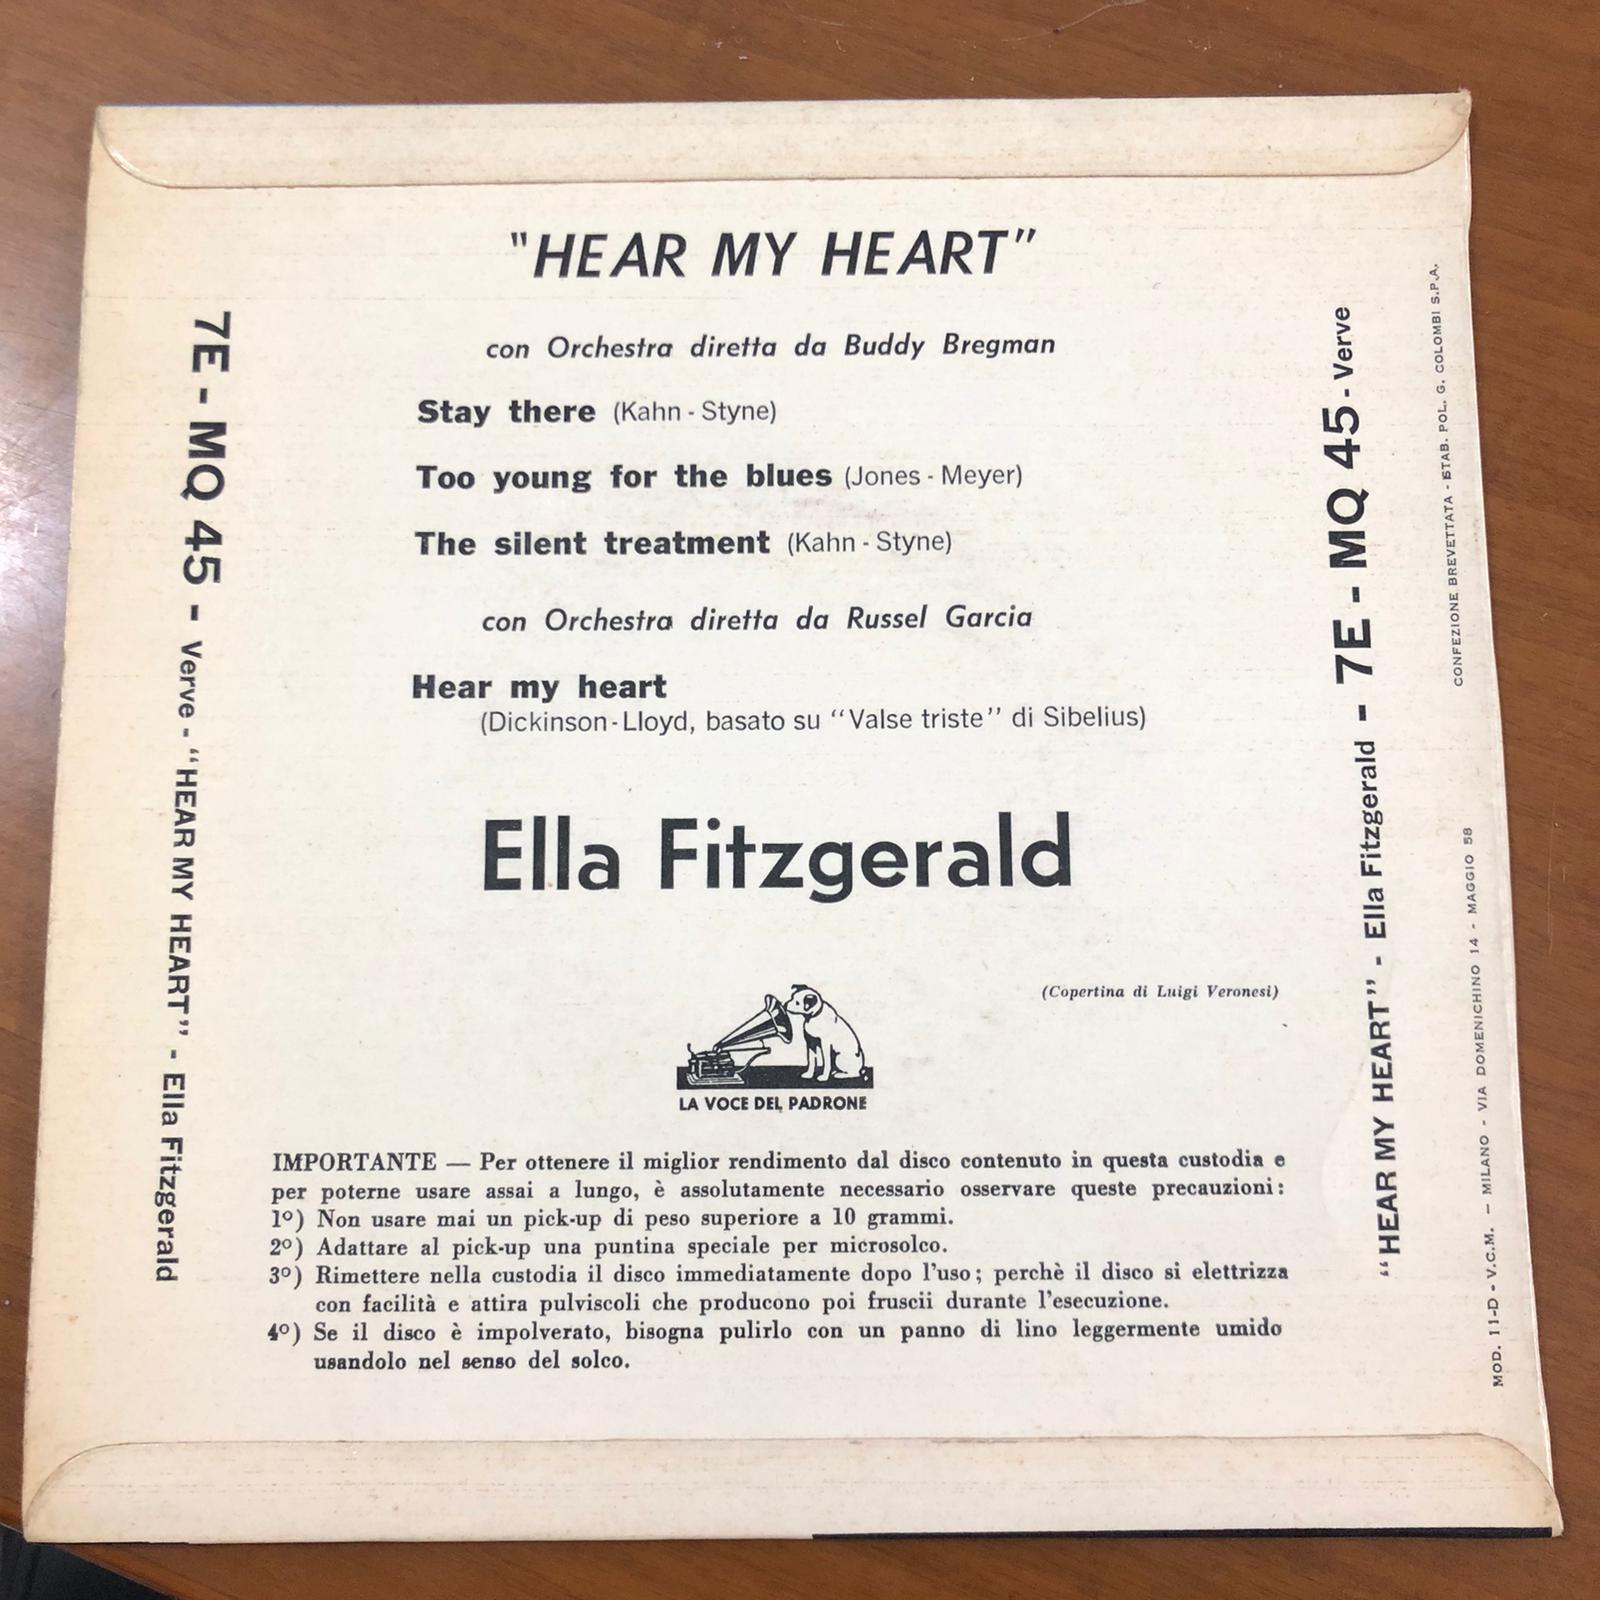 "HEAR MY HEART"
con Orchestra diretta da Buddy Bregman
Stay there (Kahn - Styne)
Too young for the blues (Jones - Meyer)
The silent treatment (Kahn - Styne)
con Orchestra diretta da Russel Garcia
Hear my heart
(Dickinson - Lloyd, basato su "Valse triste" di Sibelius)
Ella Fitzgerald
(Copertina di Luigi Veronesi)
LA VOCE DEL PADRONE
IMPORTANTE — Per ottenere il miglior rendimento dal disco contenuto in questa custodia e
per poterne usare assai a lungo, è assolutamente necessario osservare queste precauzioni:
1º) Non usare mai un pick-up di peso superiore a 10 grammi.
2º) Adattare al pick-up una puntina speciale per microsolco.
3º) Rimettere nella custodia il disco immediatamente dopo l'uso; perchè il disco si elettrizza
con facilità e attira pulviscoli che producono poi fruscii durante l'esecuzione.
4º) Se il disco è impolverato, bisogna pulirlo con un panno di lino leggermente umido
usandolo nel senso del solco.
7E - MQ 45 - Verve - "HEAR MY HEART" - Ella Fitzgerald
"HEAR MY HEART" - Ella Fitzgerald - 7E - MQ 45 - Verve
MOD. 11-D - V.C.M. - MILANO - VIA DOMENICHINO 14 - MAGGIO 58
CONFEZIONE BREVETTATA - STAB. POL. G. COLOMBI S.P.A.